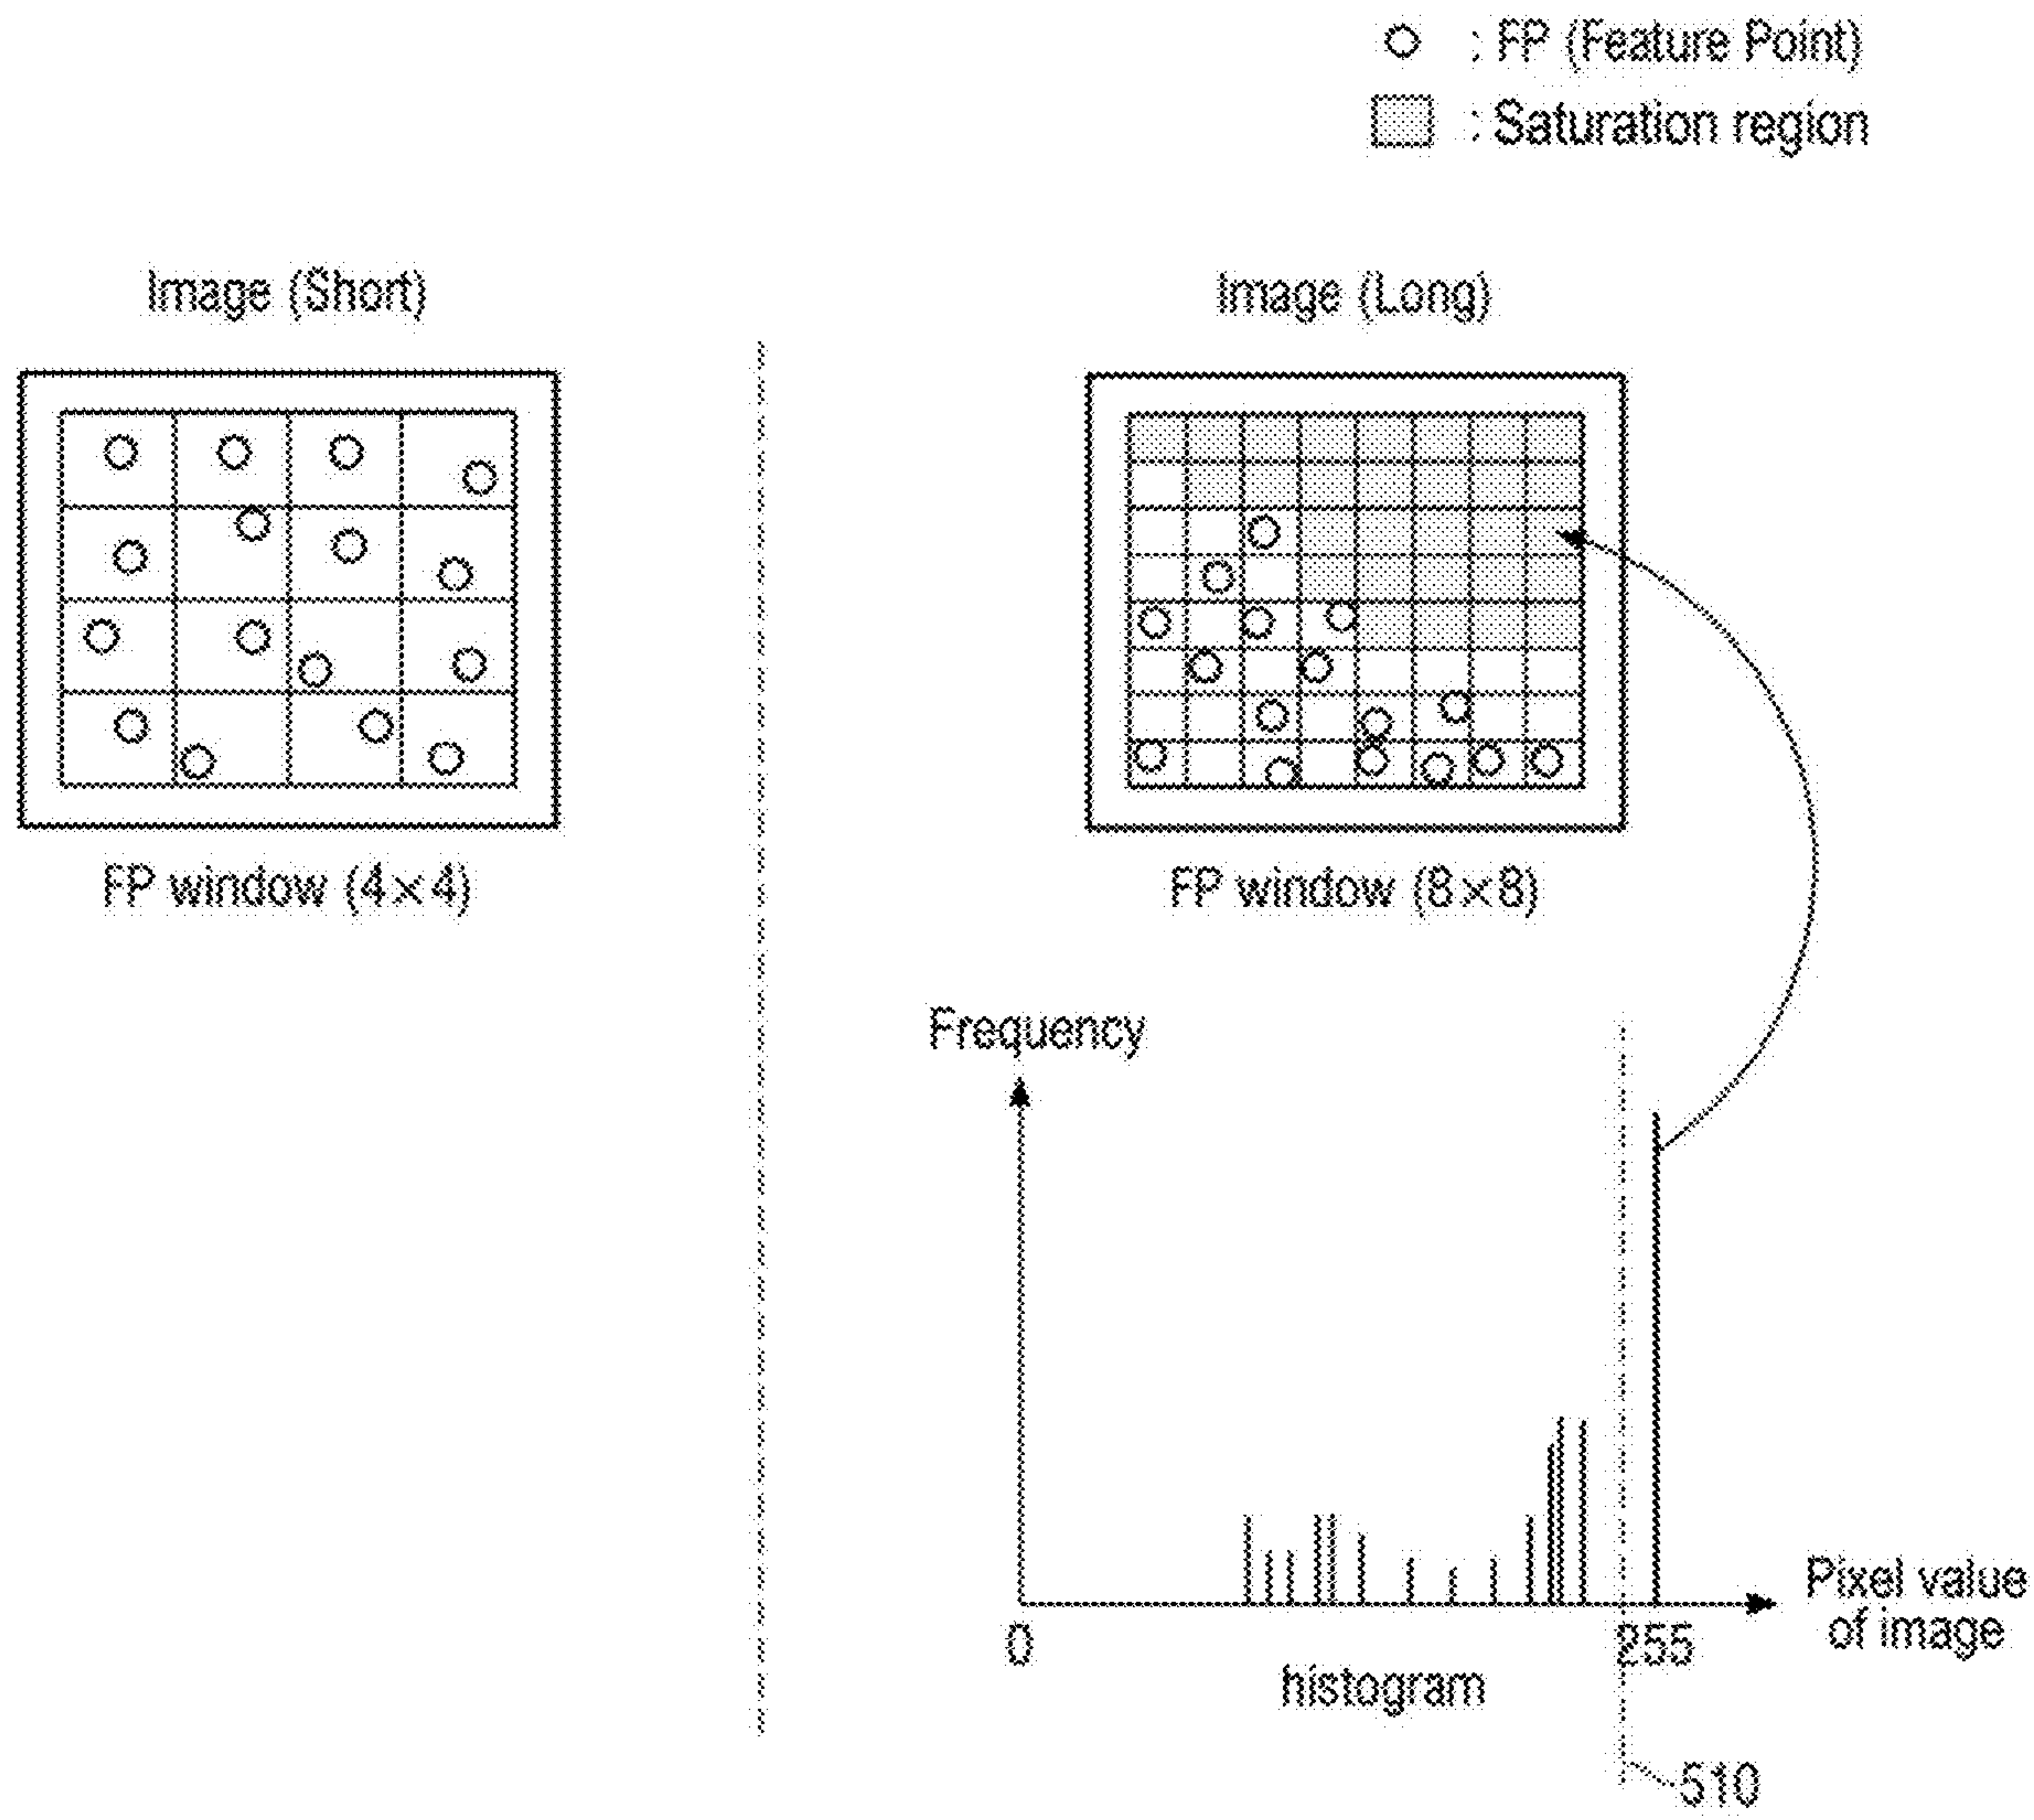 : FP (Feature Point)
: Saturation region
Image (Short)
Image (Long)
FP window (4×4)
FP window (8×8)
Frequency
Pixel value
of image
0
255
histogram
510